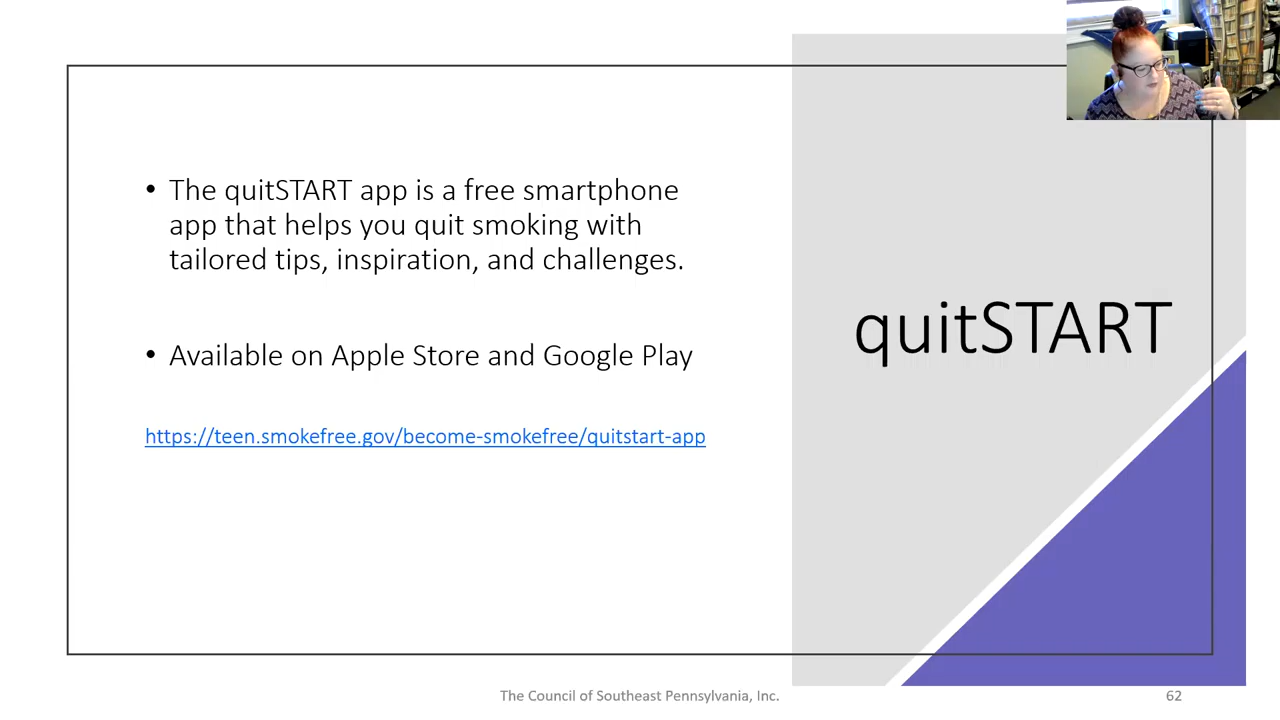 • The quitSTART app is a free smartphone
app that helps you quit smoking with
tailored tips, inspiration, and challenges.
• Available on Apple Store and Google Play
https://teen.smokefree.gov/become-smokefree/quitstart-app
quitSTART
The Council of Southeast Pennsylvania, Inc.
62